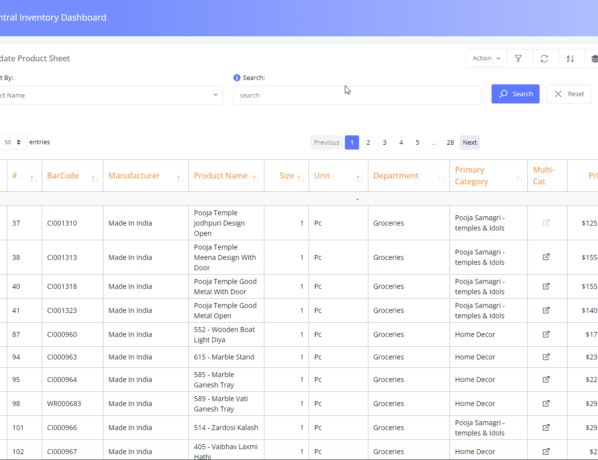 ntral Inventory Dashboard
date Product Sheet
Action
t By:
Search:
ct Name
search
Search
Reset
50 entries
Previous 1 2 3 4 5 ... 28 Next
# BarCode Manufacturer Product Name Size Unit Department Primary Category Multi-Cat Pri
-
37 CI001310 Made In India Pooja Temple Jodhpuri Design Open 1 Pc Groceries Pooja Samagri - temples & Idols $125
38 CI001313 Made In India Pooja Temple Meena Design With Door 1 Pc Groceries Pooja Samagri - temples & Idols $155
40 CI001318 Made In India Pooja Temple Good Metal With Door 1 Pc Groceries Pooja Samagri - temples & Idols $155
41 CI001323 Made In India Pooja Temple Good Metal Open 1 Pc Groceries Pooja Samagri - temples & Idols $140
87 CI000960 Made In India 552 - Wooden Boat Light Diya 1 Pc Groceries Home Decor $17
94 CI000963 Made In India 615 - Marble Stand 1 Pc Groceries Home Decor $23
95 CI000964 Made In India 585 - Marble Ganesh Tray 1 Pc Groceries Home Decor $22
98 WR000683 Made In India 589 - Marble Vati Ganesh Tray 1 Pc Groceries Home Decor $29
101 CI000966 Made In India 514 - Zardosi Kalash 1 Pc Groceries Pooja Samagri - temples & Idols $29
102 CI000967 Made In India 405 - Vaibhav Laxmi Hathi 1 Pc Groceries Home Decor $26